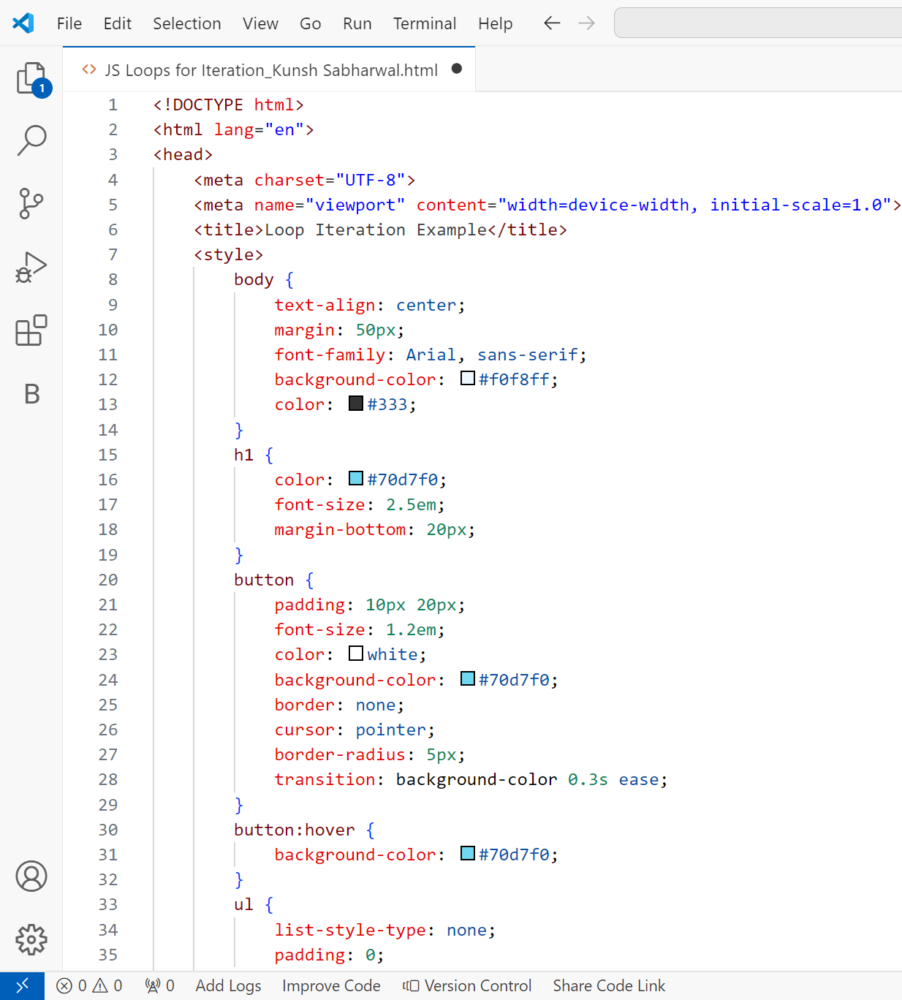 File Edit Selection View Go Run Terminal Help
JS Loops for Iteration_Kunsh Sabharwal.html
1
1 <!DOCTYPE html>
2 <html lang="en">
3 <head>
4 <meta charset="UTF-8">
5 <meta name="viewport" content="width=device-width, initial-scale=1.0">
6 <title>Loop Iteration Example</title>
7 <style>
8 body {
9 text-align: center;
10 margin: 50px;
11 font-family: Arial, sans-serif;
12 background-color: #f0f8ff;
13 color: #333;
14 }
15 h1 {
16 color: #70d7f0;
17 font-size: 2.5em;
18 margin-bottom: 20px;
19 }
20 button {
21 padding: 10px 20px;
22 font-size: 1.2em;
23 color: white;
24 background-color: #70d7f0;
25 border: none;
26 cursor: pointer;
27 border-radius: 5px;
28 transition: background-color 0.3s ease;
29 }
30 button:hover {
31 background-color: #70d7f0;
32 }
33 ul {
34 list-style-type: none;
35 padding: 0;
B
0 0 0 Add Logs Improve Code Version Control Share Code Link